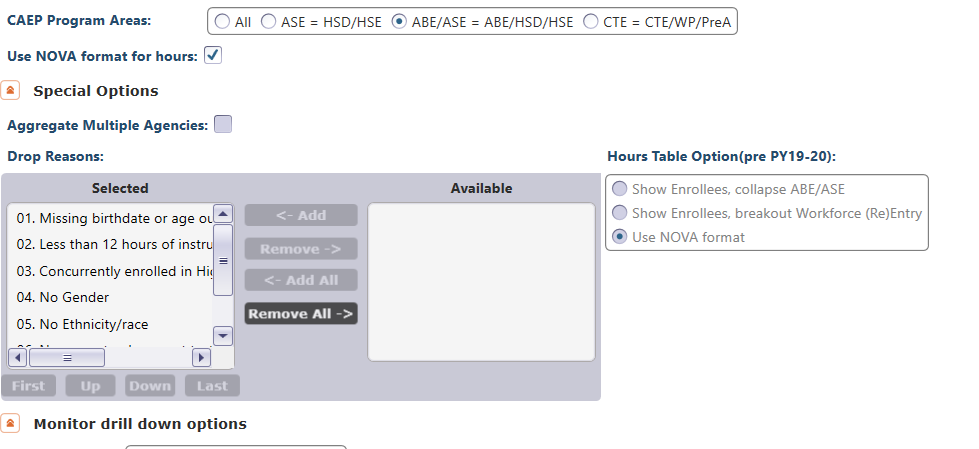 CAEP Program Areas: All ASE = HSD/HSE ABE/ASE = ABE/HSD/HSE CTE = CTE/WP/PreA
Use NOVA format for hours:
Special Options
Aggregate Multiple Agencies:
Drop Reasons:
Selected
01. Missing birthdate or age ou
02. Less than 12 hours of instru
03. Concurrently enrolled in Hi
04. No Gender
05. No Ethnicity/race
<- Add
Remove ->
<- Add All
Remove All ->
Available
First Up Down Last
Hours Table Option(pre PY19-20):
Show Enrollees, collapse ABE/ASE
Show Enrollees, breakout Workforce (Re)Entry
Use NOVA format
Monitor drill down options